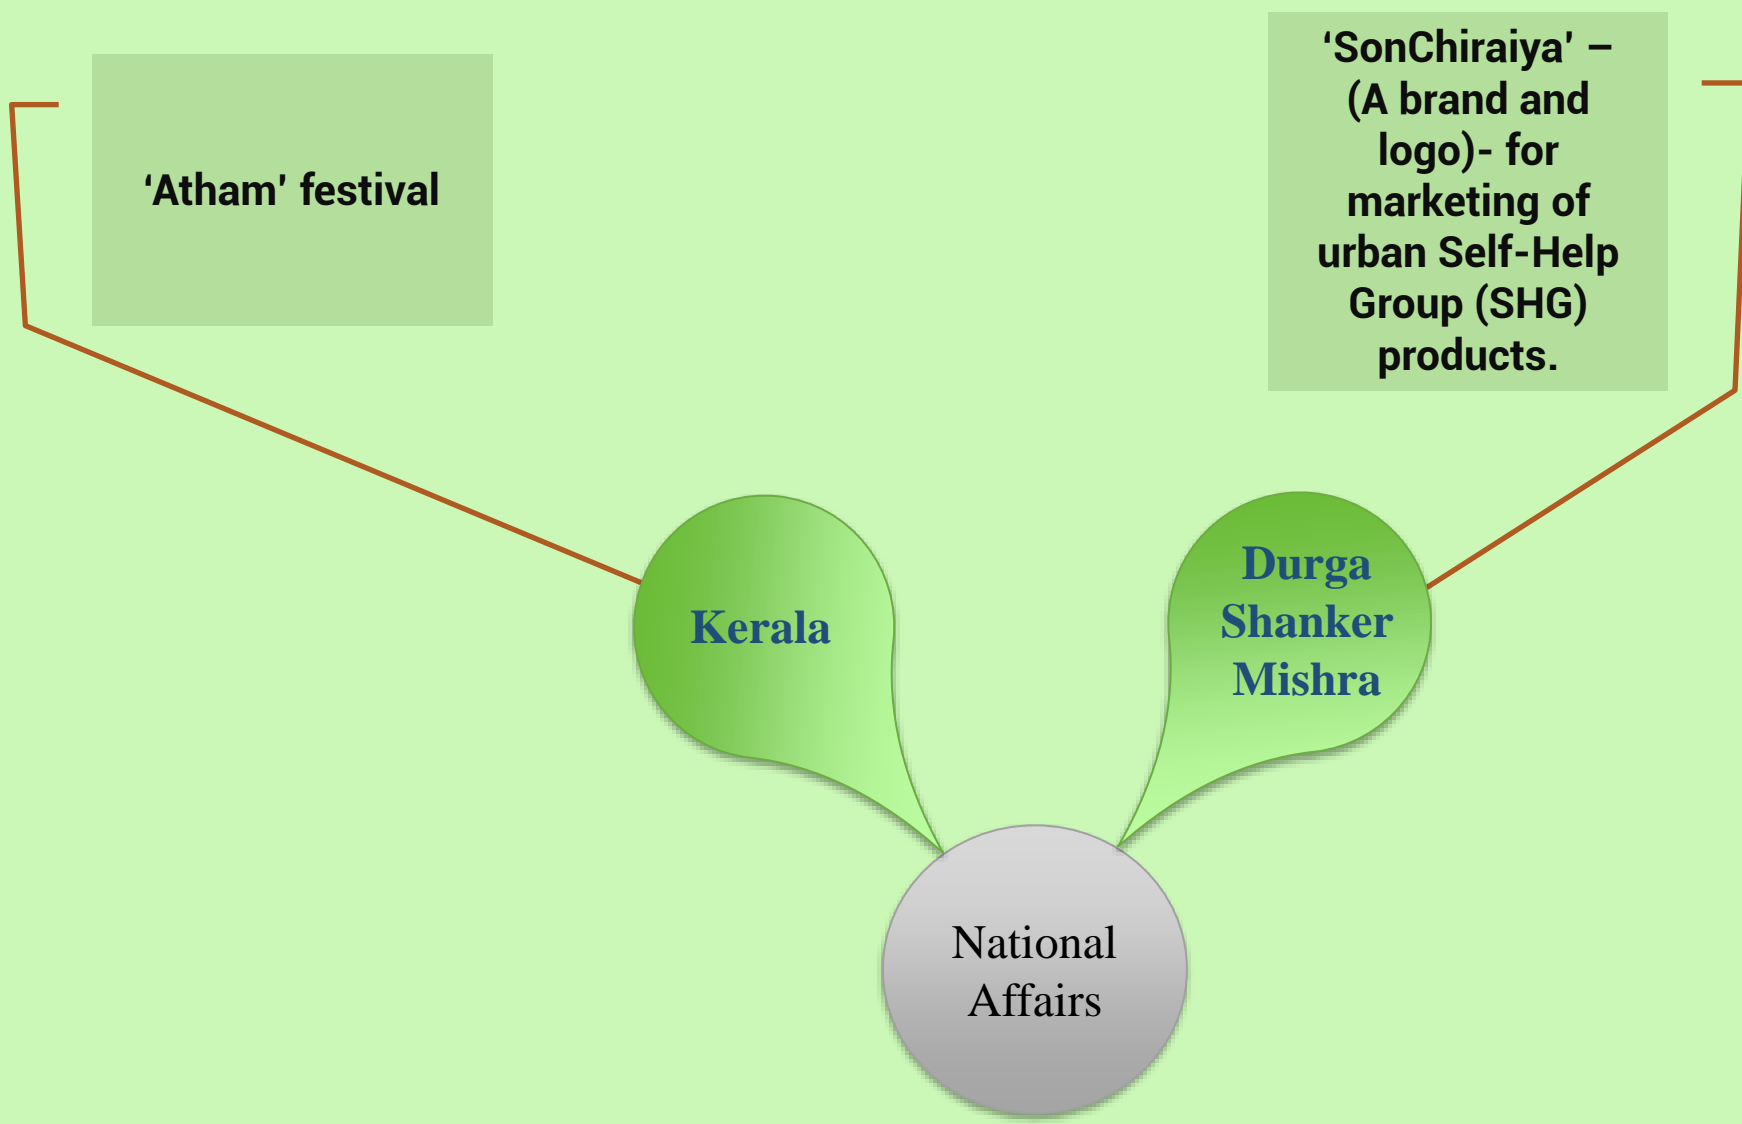 ‘Atham’ festival
‘SonChiraiya’ –
(A brand and
logo)- for
marketing of
urban Self-Help
Group (SHG)
products.
Kerala
Durga
Shanker
Mishra
National
Affairs